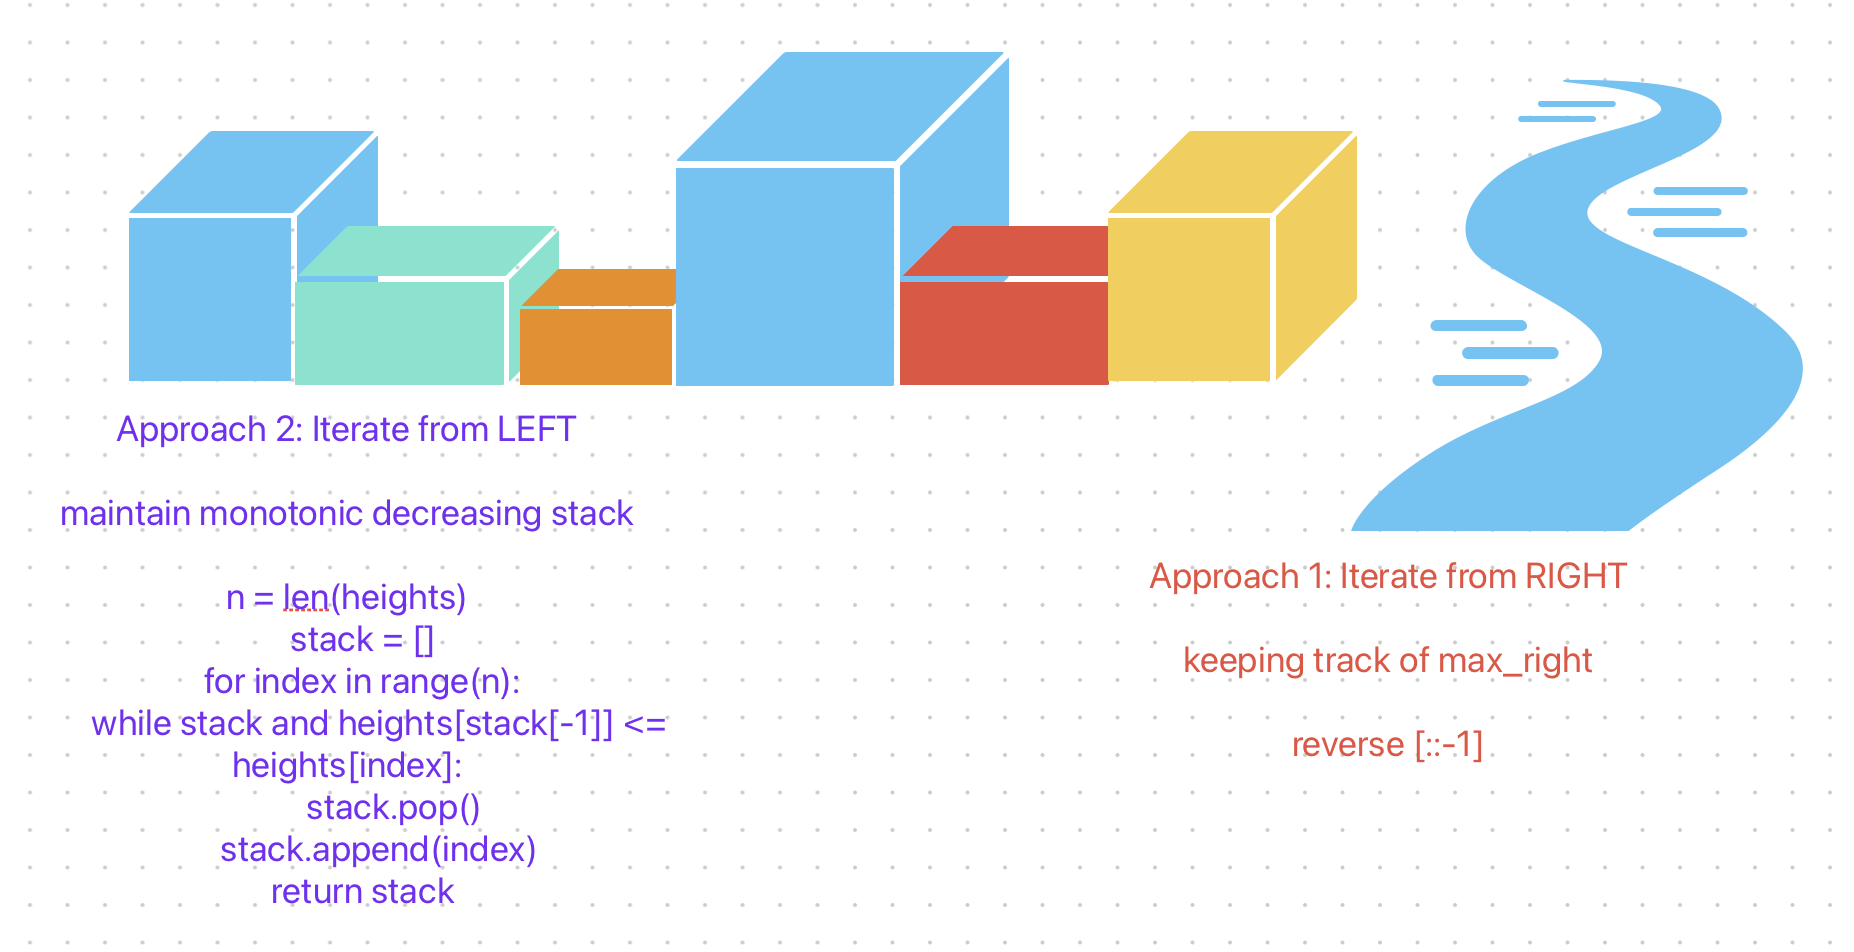 Approach 2: Iterate from LEFT
maintain monotonic decreasing stack
n = len(heights)
stack = []
for index in range(n):
while stack and heights[stack[-1]] <=
heights[index]:
stack.pop()
stack.append(index)
return stack
Approach 1: Iterate from RIGHT
keeping track of max_right
reverse [::-1]